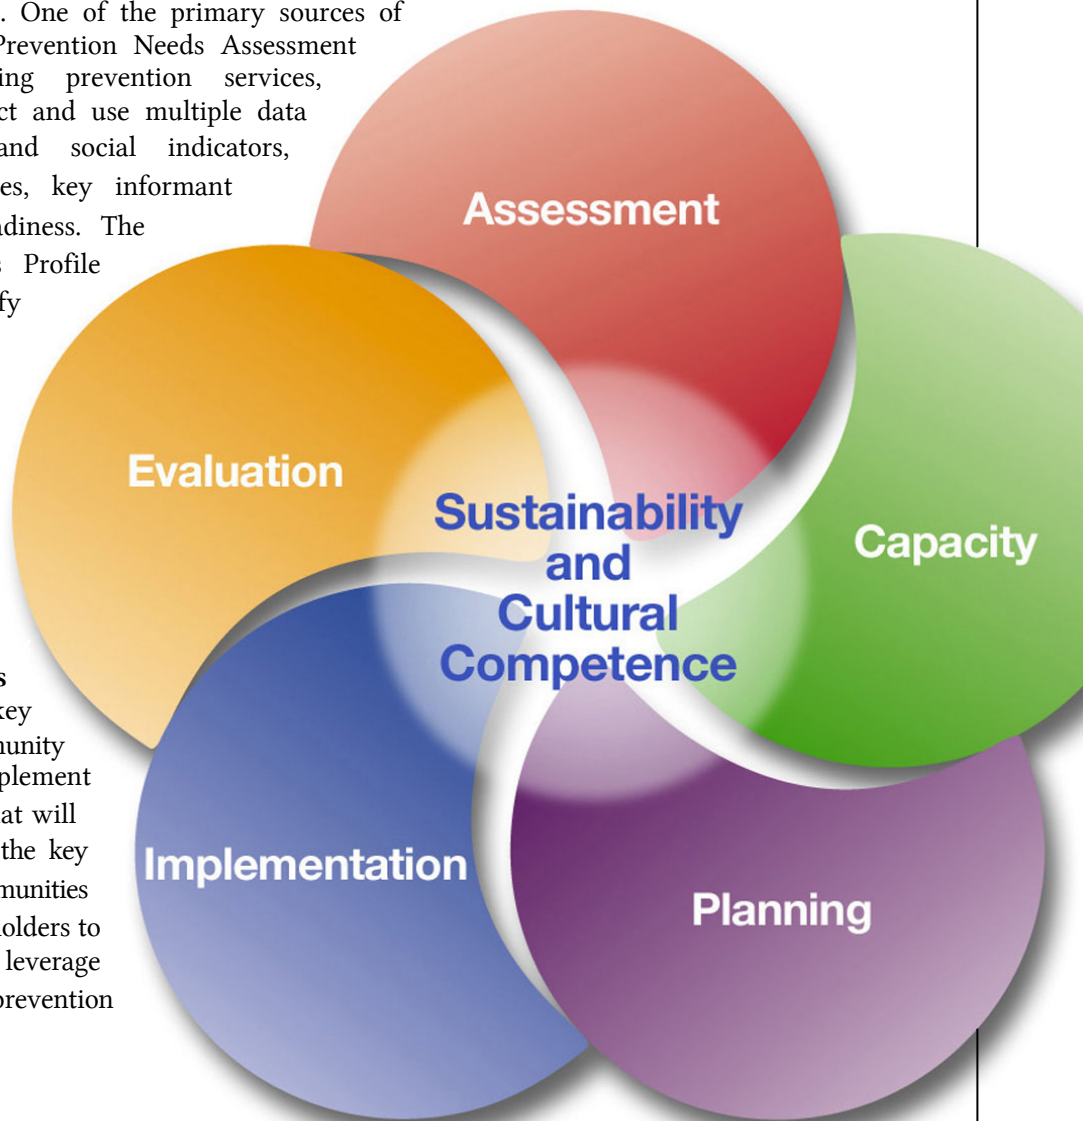 . One of the primary sources of
Prevention Needs Assessment
ing prevention services,
ct and use multiple data
and social indicators,
es, key informant
adiness. The
s Profile
fy
Assessment
Evaluation
Capacity
Sustainability
and
Cultural
Competence
Implementation
Planning
s
key
munity
plement
at will
the key
munities
holders to
leverage
prevention